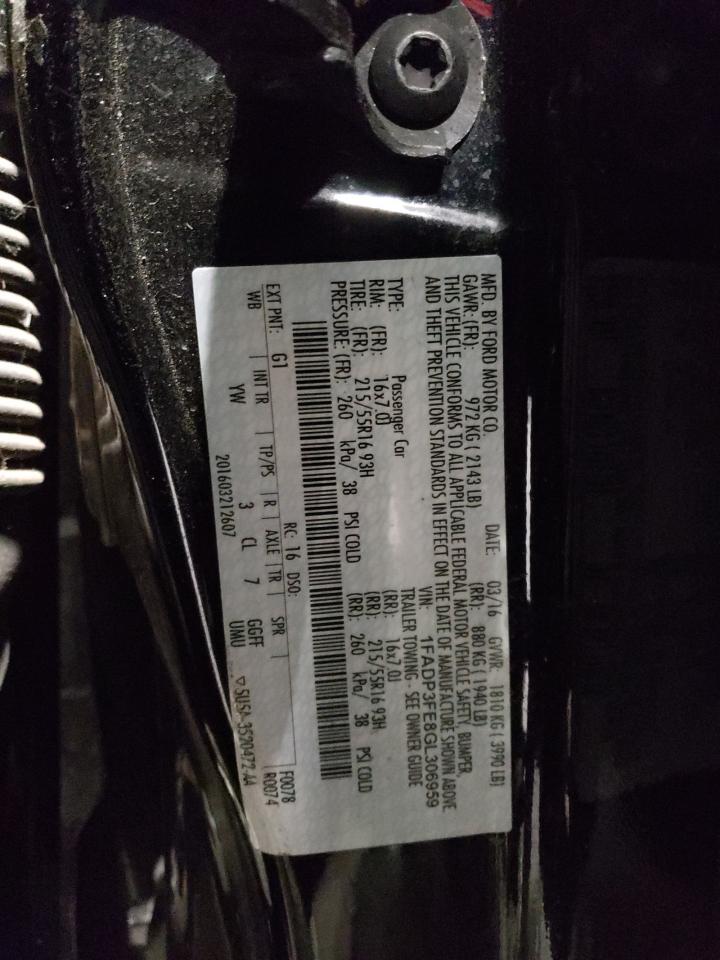 MFD. BY FORD MOTOR CO. DATE: 03/16 GVWR: 1810 KG ( 3990 LB)
GAWR: (FR): 972 KG ( 2143 LB) (RR): 880 KG ( 1940 LB)
THIS VEHICLE CONFORMS TO ALL APPLICABLE FEDERAL MOTOR VEHICLE SAFETY, BUMPER,
AND THEFT PREVENTION STANDARDS IN EFFECT ON THE DATE OF MANUFACTURE SHOWN ABOVE
VIN: 1FADP3FE8GL306959
TYPE: Passenger Car TRAILER TOWING - SEE OWNER GUIDE
RIM: (FR): 16x7.0J (RR): 16x7.0J
TIRE: (FR): 215/55R16 93H (RR): 215/55R16 93H
PRESSURE: (FR): 260 kPa/ 38 PSI COLD (RR): 260 kPa/ 38 PSI COLD
EXT PNT: G1 RC: 16 DSO: F0078
WB INT TR TP/PS R AXLE TR SPR R0074
YW 3 CL 7 GGFF
UMU
201603212607 ▽5U5A-3520472-AA